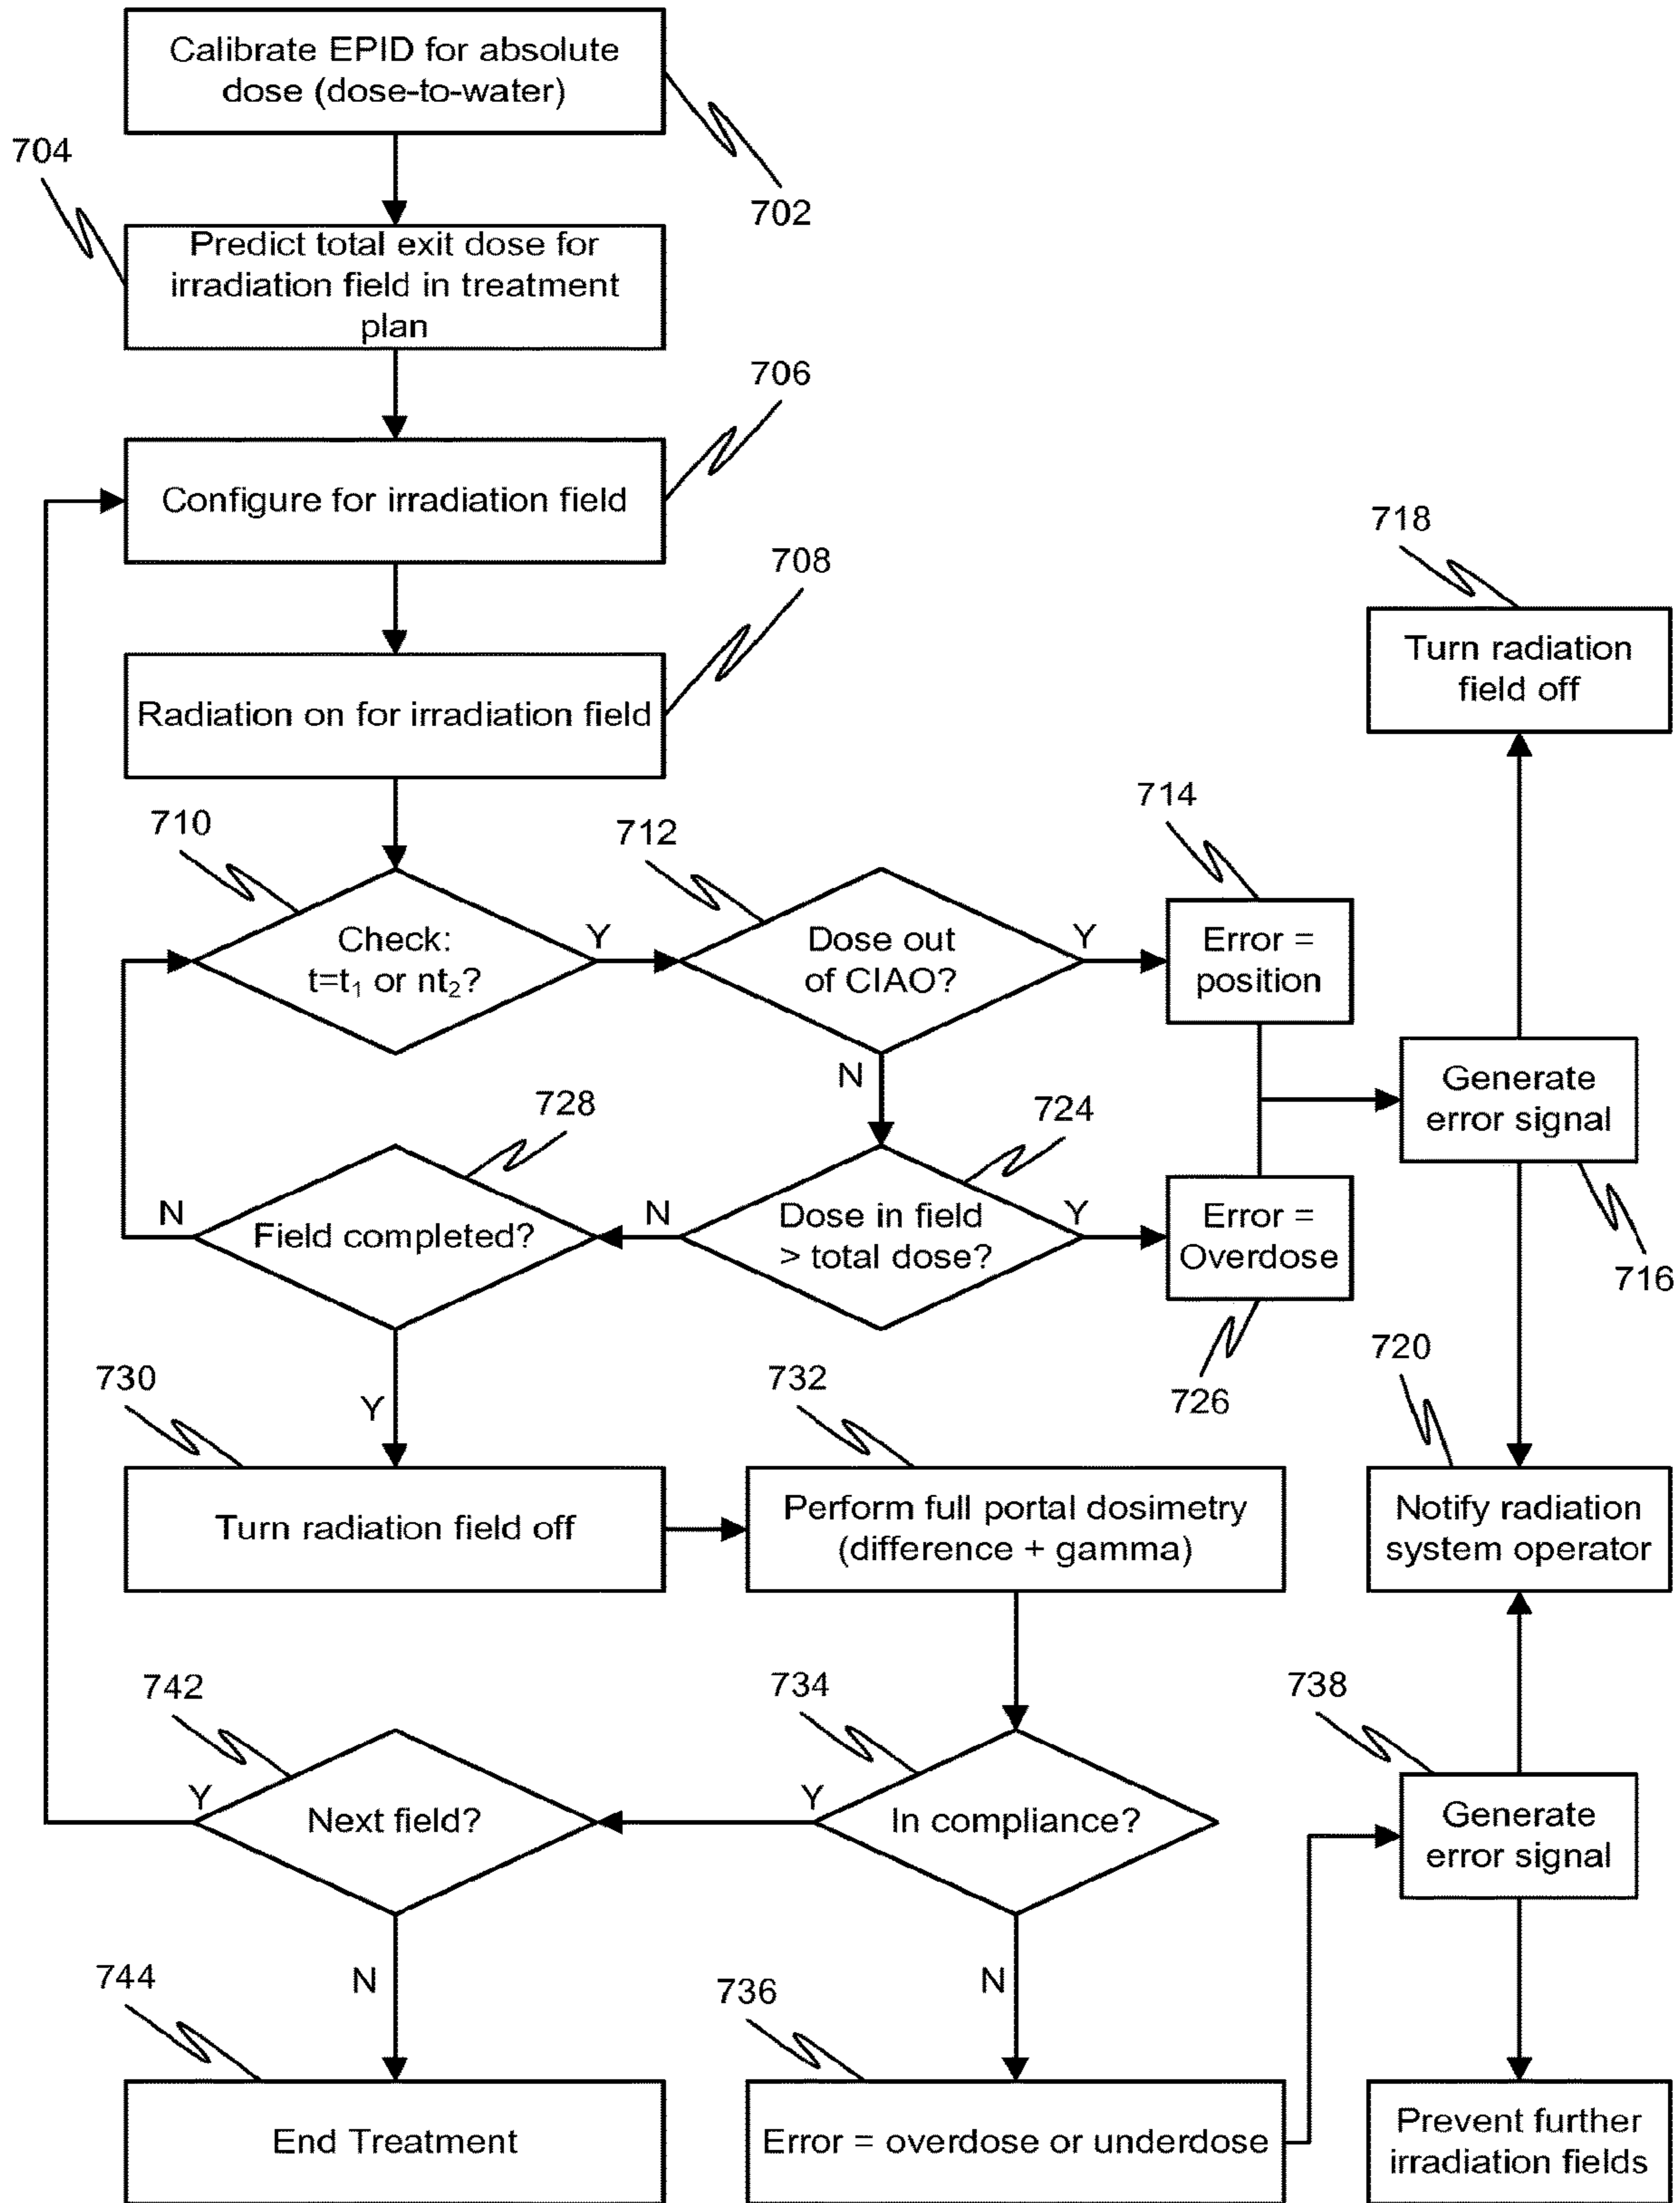 Calibrate EPID for absolute
dose (dose-to-water)
702
704
Predict total exit dose for
irradiation field in treatment
plan
706
Configure for irradiation field
708
Radiation on for irradiation field
718
Turn radiation
field off
710
Check:
t=t₁ or nt₂?
Y
712
Dose out
of CIAO?
Y
714
Error =
position
N
Generate
error signal
716
728
Field completed?
N
724
Dose in field
> total dose?
N
Y
Error =
Overdose
726
Y
730
Turn radiation field off
732
Perform full portal dosimetry
(difference + gamma)
720
Notify radiation
system operator
742
Next field?
Y
734
In compliance?
Y
738
Generate
error signal
N
N
744
End Treatment
736
Error = overdose or underdose
Prevent further
irradiation fields